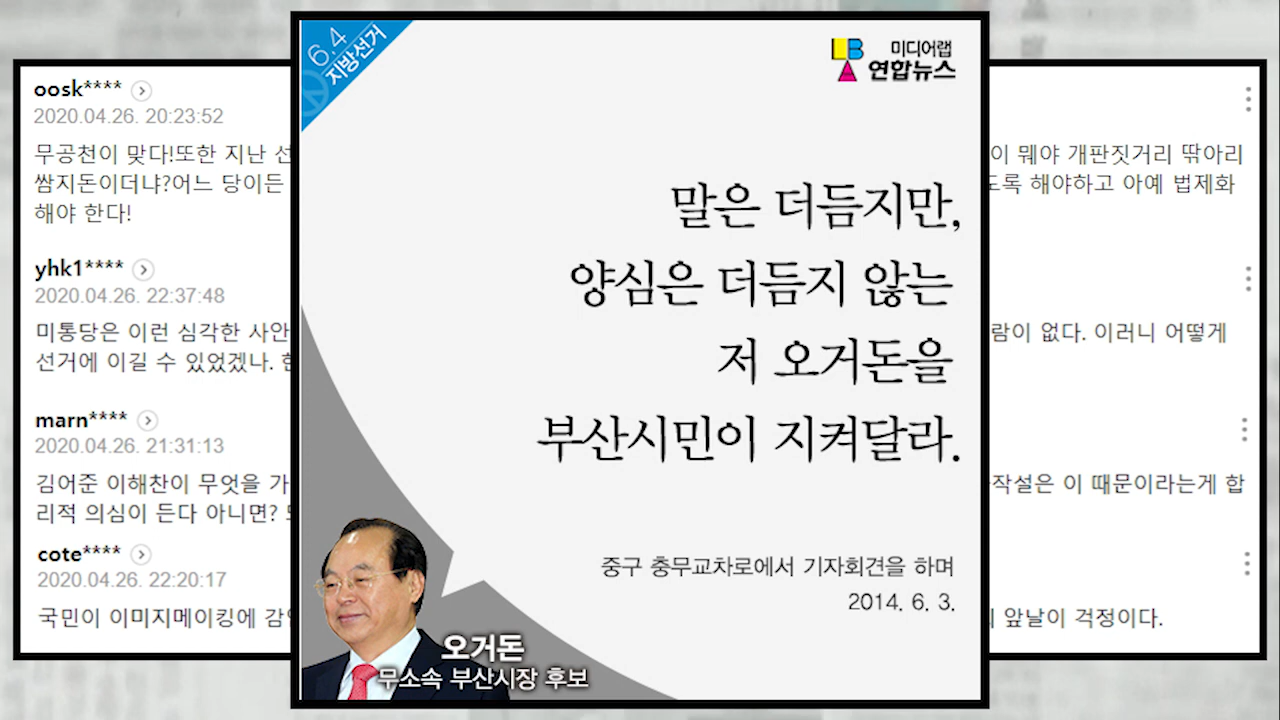 6.4
지방선거
LAB
미디어랩
연합뉴스
말은 더듬지만,
양심은 더듬지 않는
저 오거돈을
부산시민이 지켜달라.
중구 충무교차로에서 기자회견을 하며
2014. 6. 3.
오거돈
무소속 부산시장 후보
oosk****
2020.04.26. 20:23:52
무공천이 맞다!또한 지난 선
이 뭐야 개판짓거리 딲아리
쌈지돈이더냐?어느 당이든
도록 해야하고 아예 법제화
해야 한다!
yhk1****
2020.04.26. 22:37:48
미통당은 이런 심각한 사안
람이 없다. 이러니 어떻게
선거에 이길 수 있었겠나.
marn****
2020.04.26. 21:31:13
김어준 이해찬이 무엇을 가
작설은 이 때문이라는게 합
리적 의심이 든다 아니면?
cote****
2020.04.26. 22:20:17
국민이 이미지메이킹에
앞날이 걱정이다.